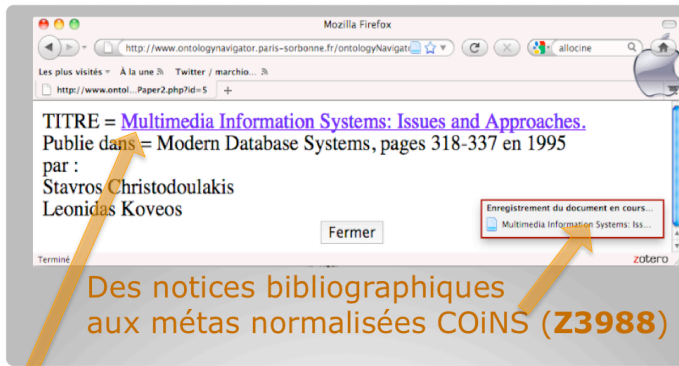 Mozilla Firefox
http://www.ontologynavigator.paris-sorbonne.fr/ontologyNavigat
allocine
Les plus visités À la une Twitter / marchio...
http://www.ontol...Paper2.php?id=5 +
TITRE = Multimedia Information Systems: Issues and Approaches.
Publie dans = Modern Database Systems, pages 318-337 en 1995
par :
Stavros Christodoulakis
Leonidas Koveos
Enregistrement du document en cours...
Multimedia Information Systems: Iss...
Fermer
Terminé
zotero
Des notices bibliographiques
aux métas normalisées COiNS (Z3988)